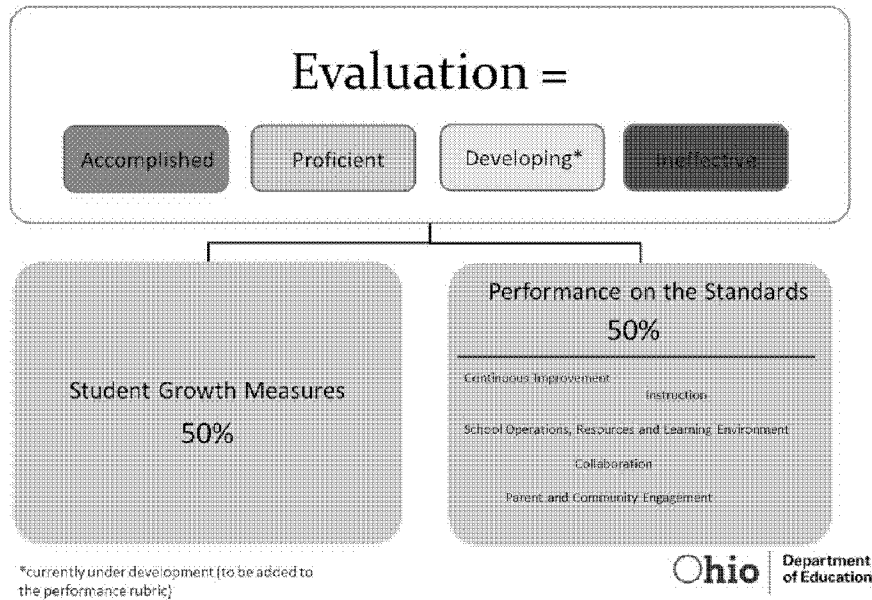 Evaluation =
Accomplished
Proficient
Developing*
Ineffective
Student Growth Measures
50%
Performance on the Standards
50%
Continuous Improvement
Instruction
School Operations, Resources and Learning Environment
Collaboration
Parent and Community Engagement
*currently under development (to be added to
the performance rubric)
Ohio
Department
of Education